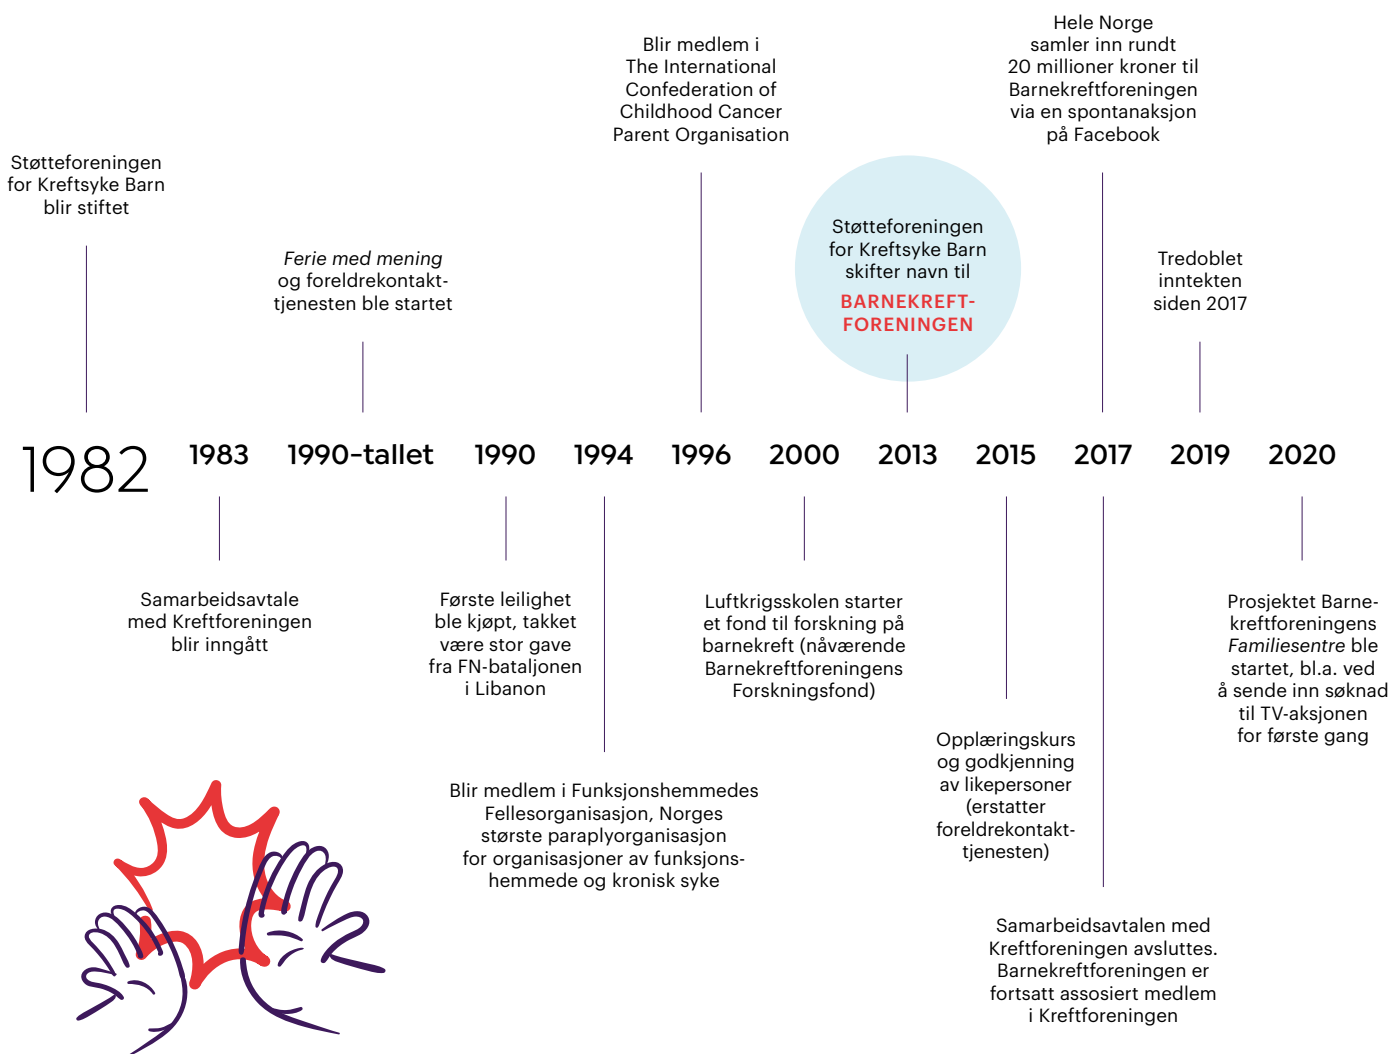 Støtteforeningen
for Kreftsyke Barn
blir stiftet
Ferie med mening
og foreldrekontakt-
tjenesten ble startet
Blir medlem i
The International
Confederation of
Childhood Cancer
Parent Organisation
Støtteforeningen
for Kreftsyke Barn
skifter navn til
BARNEKREFT-
FORENINGEN
Hele Norge
samler inn rundt
20 millioner kroner til
Barnekreftforeningen
via en spontanaksjon
på Facebook
Tredoblet
inntekten
siden 2017
1982 1983 1990-tallet 1990 1994 1996 2000 2013 2015 2017 2019 2020
Samarbeidsavtale
med Kreftforeningen
blir inngått
Første leilighet
ble kjøpt, takket
være stor gave
fra FN-bataljonen
i Libanon
Blir medlem i Funksjonshemmedes
Fellesorganisasjon, Norges
største paraplyorganisasjon
for organisasjoner av funksjons-
hemmede og kronisk syke
Luftkrigsskolen starter
et fond til forskning på
barnekreft (nåværende
Barnekreftforeningens
Forskningsfond)
Opplæringskurs
og godkjenning
av likepersoner
(erstatter
foreldrekontakt-
tjenesten)
Samarbeidsavtalen med
Kreftforeningen avsluttes.
Barnekreftforeningen er
fortsatt assosiert medlem
i Kreftforeningen
Prosjektet Barne-
kreftforeningens
Familiesentre ble
startet, bl.a. ved
å sende inn søknad
til TV-aksjonen
for første gang